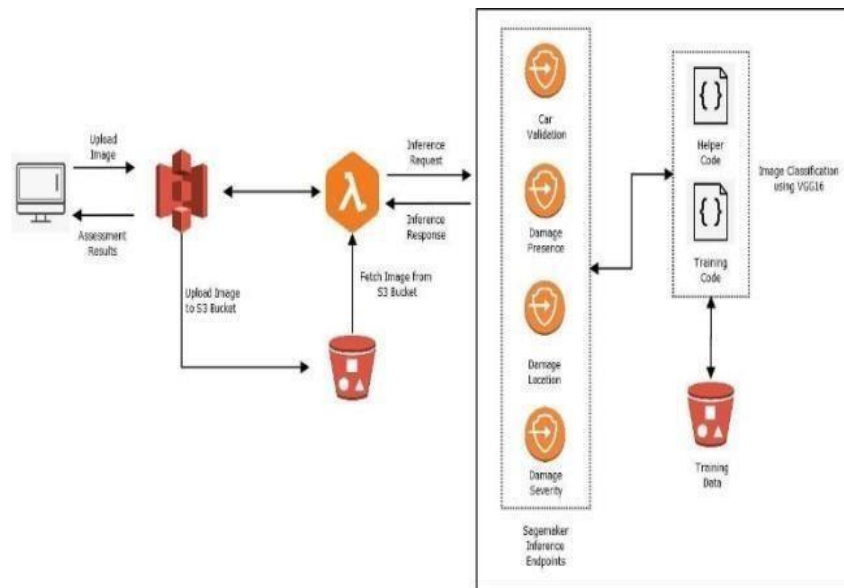 Upload
Image
Assessment
Results
Upload Image
to S3 Bucket
λ
Fetch Image from
S3 Bucket
Inference
Request
Inference
Response
Car
Validation
Damage
Presence
Damage
Location
Damage
Severity
Sagemaker
Inference
Endpoints
{ }
Helper
Code
{ }
Training
Code
Image Classification
using VGG16
Training
Data